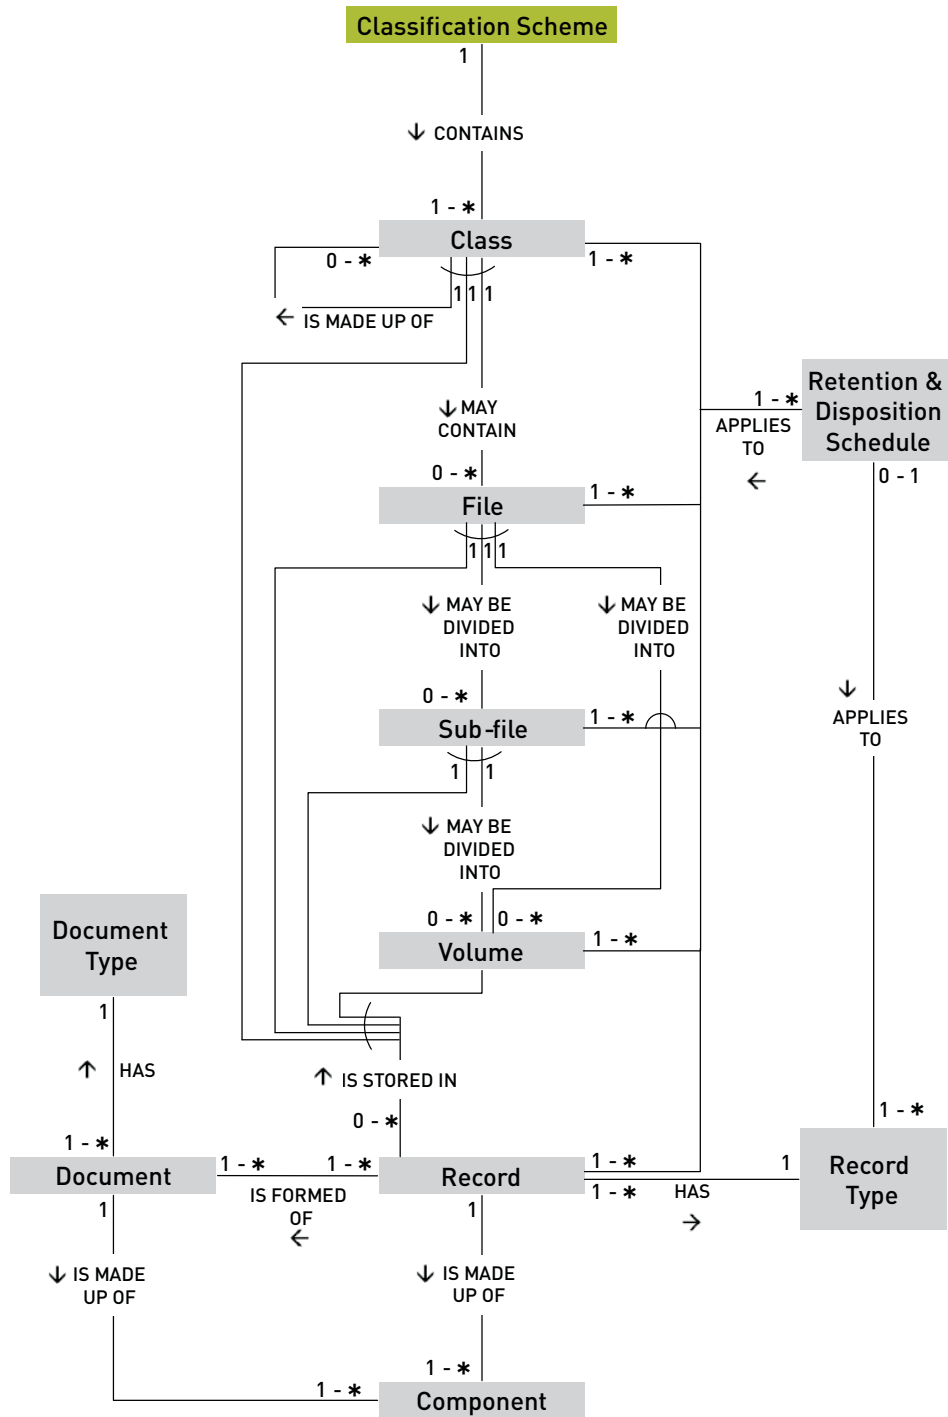 Classification Scheme
1
↓ CONTAINS
1 - *
Class
0 - *
1 - *
1 1 1
← IS MADE UP OF
↓ MAY
CONTAIN
Retention &
Disposition
Schedule
1 - *
APPLIES
TO
←
0 - 1
0 - *
File
1 - *
1 1 1
↓ MAY BE
DIVIDED
INTO
↓ MAY BE
DIVIDED
INTO
0 - *
Sub-file
1 - *
1 1
↓
APPLIES
TO
↓ MAY BE
DIVIDED
INTO
0 - *
0 - *
Volume
1 - *
Document
Type
1
↑ HAS
1 - *
↑ IS STORED IN
0 - *
1 - *
Document
1 - *
1 - *
IS FORMED
OF
←
Record
1 - *
1 - *
HAS
→
1
Record
Type
1
↓ IS MADE
UP OF
1
↓ IS MADE
UP OF
1 - *
1 - *
Component